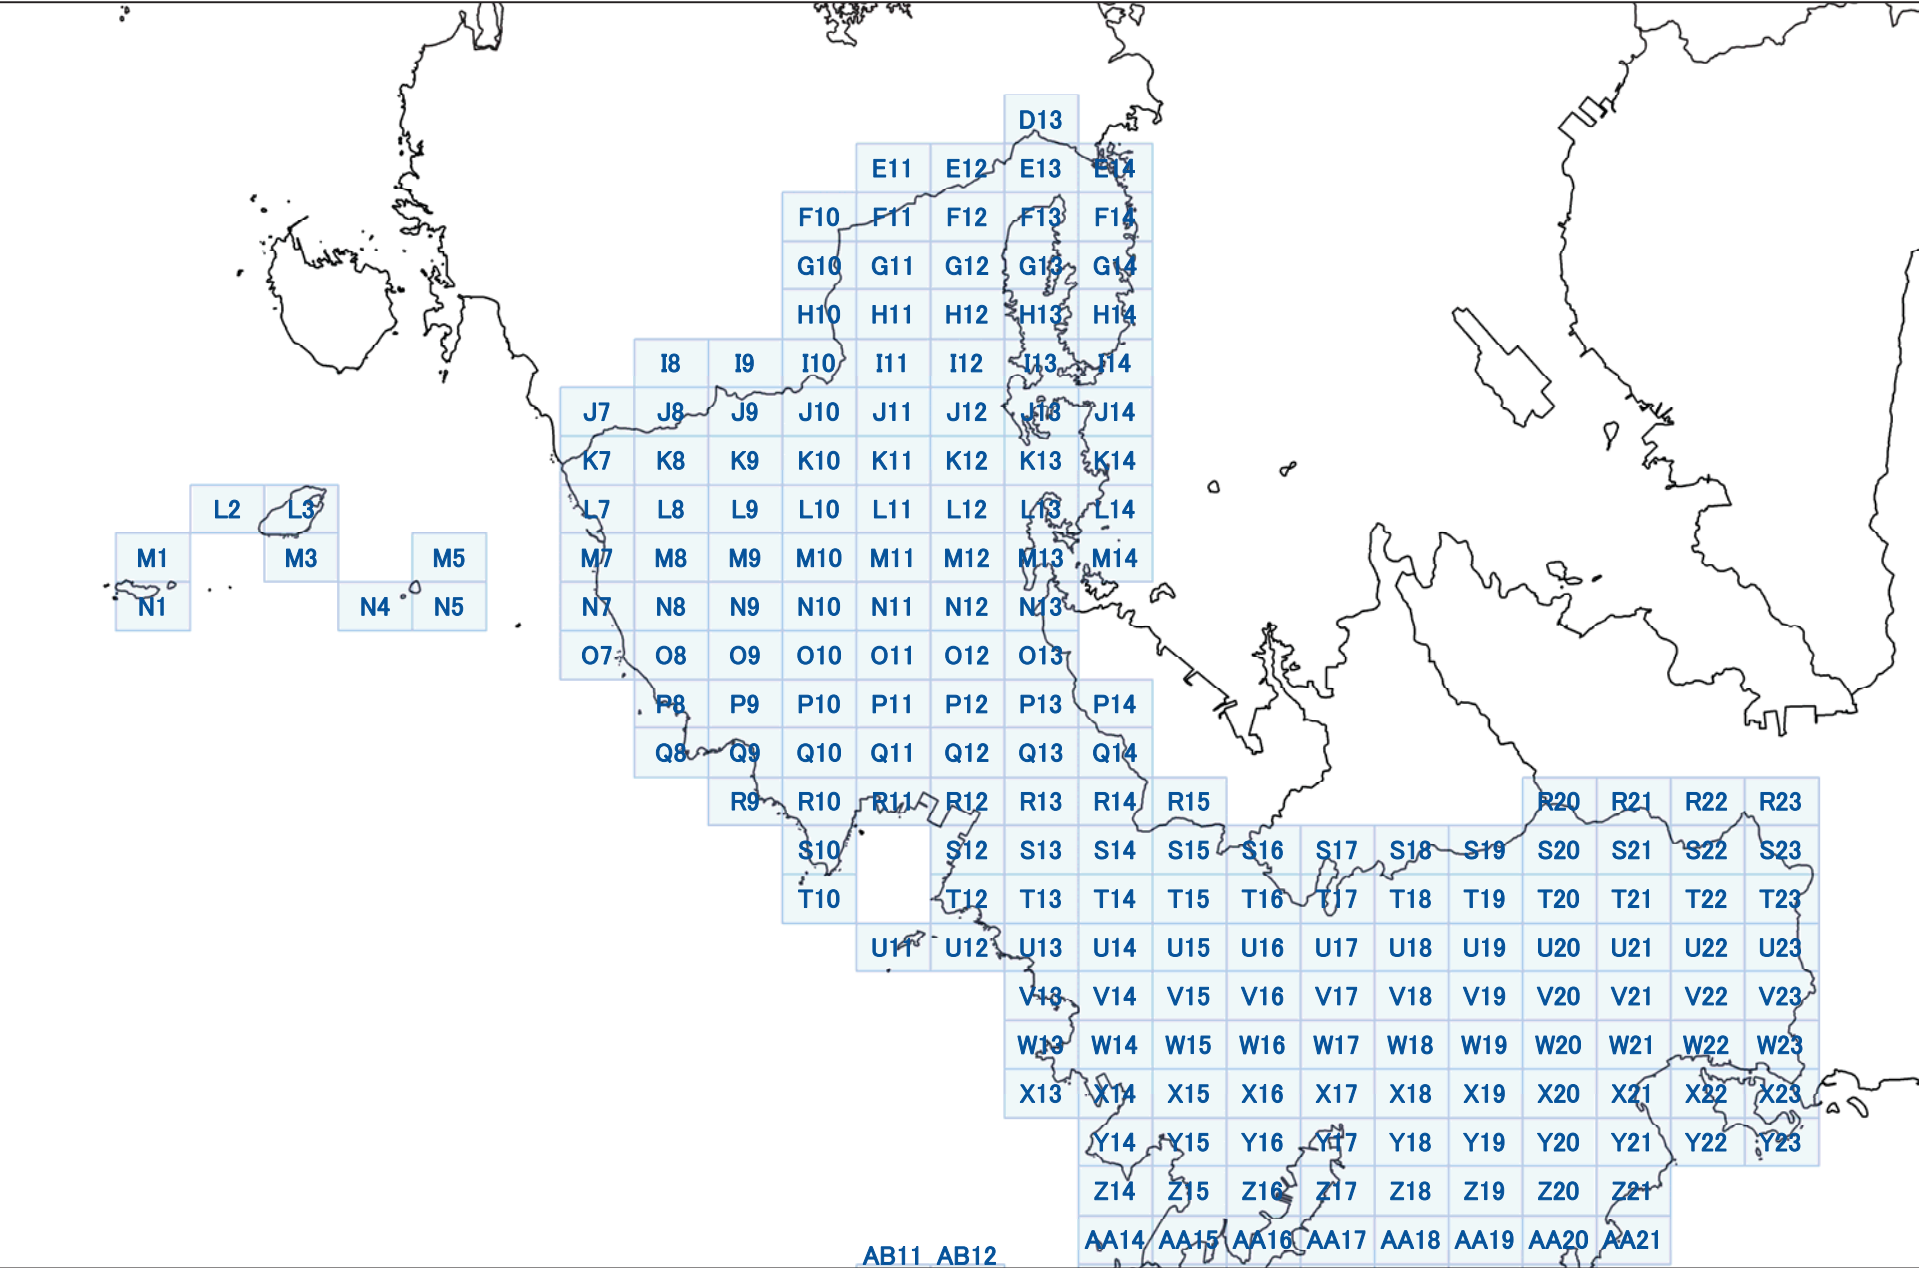 D13
E11 E12 E13 E14
F10 F11 F12 F13 F14
G10 G11 G12 G13 G14
H10 H11 H12 H13 H14
I8 I9 I10 I11 I12 I13 I14
J7 J8 J9 J10 J11 J12 J13 J14
K7 K8 K9 K10 K11 K12 K13 K14
L2 L3 L7 L8 L9 L10 L11 L12 L13 L14
M1 M3 M5 M7 M8 M9 M10 M11 M12 M13 M14
N1 N4 N5 N7 N8 N9 N10 N11 N12 N13
O7 O8 O9 O10 O11 O12 O13
P8 P9 P10 P11 P12 P13 P14
Q8 Q9 Q10 Q11 Q12 Q13 Q14
R9 R10 R11 R12 R13 R14 R15 R20 R21 R22 R23
S10 S12 S13 S14 S15 S16 S17 S18 S19 S20 S21 S22 S23
T10 T12 T13 T14 T15 T16 T17 T18 T19 T20 T21 T22 T23
U11 U12 U13 U14 U15 U16 U17 U18 U19 U20 U21 U22 U23
V13 V14 V15 V16 V17 V18 V19 V20 V21 V22 V23
W13 W14 W15 W16 W17 W18 W19 W20 W21 W22 W23
X13 X14 X15 X16 X17 X18 X19 X20 X21 X22 X23
Y14 Y15 Y16 Y17 Y18 Y19 Y20 Y21 Y22 Y23
Z14 Z15 Z16 Z17 Z18 Z19 Z20 Z21
AA14 AA15 AA16 AA17 AA18 AA19 AA20 AA21
AB11 AB12